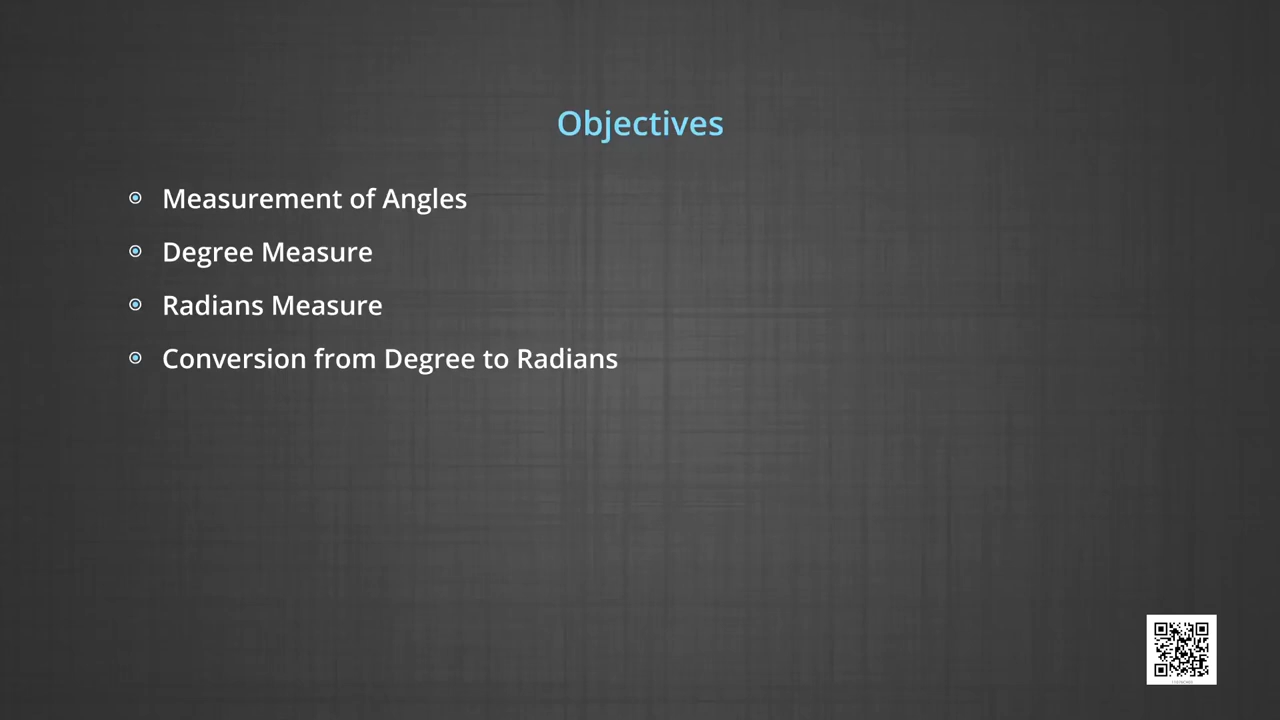 Objectives
Measurement of Angles
Degree Measure
Radians Measure
Conversion from Degree to Radians